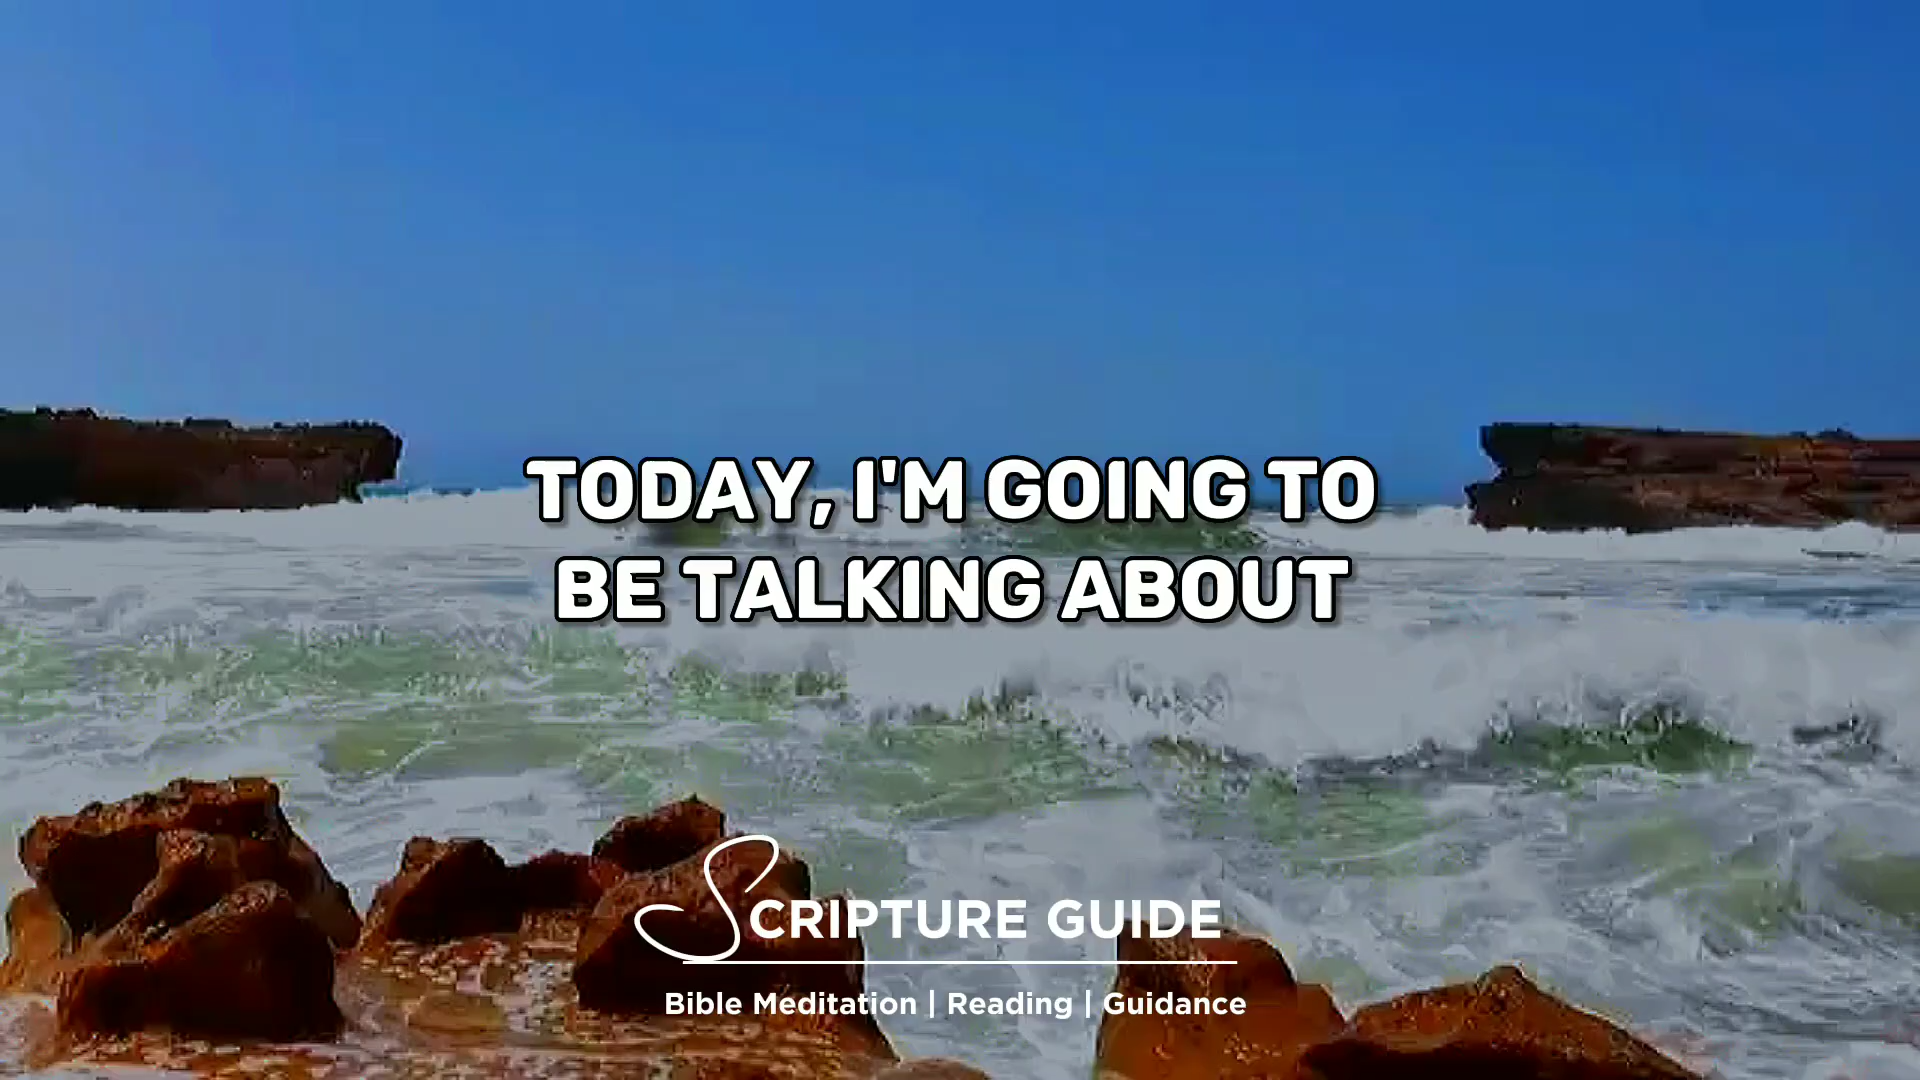 TODAY, I'M GOING TO
BE TALKING ABOUT
SCRIPTURE GUIDE
Bible Meditation | Reading | Guidance